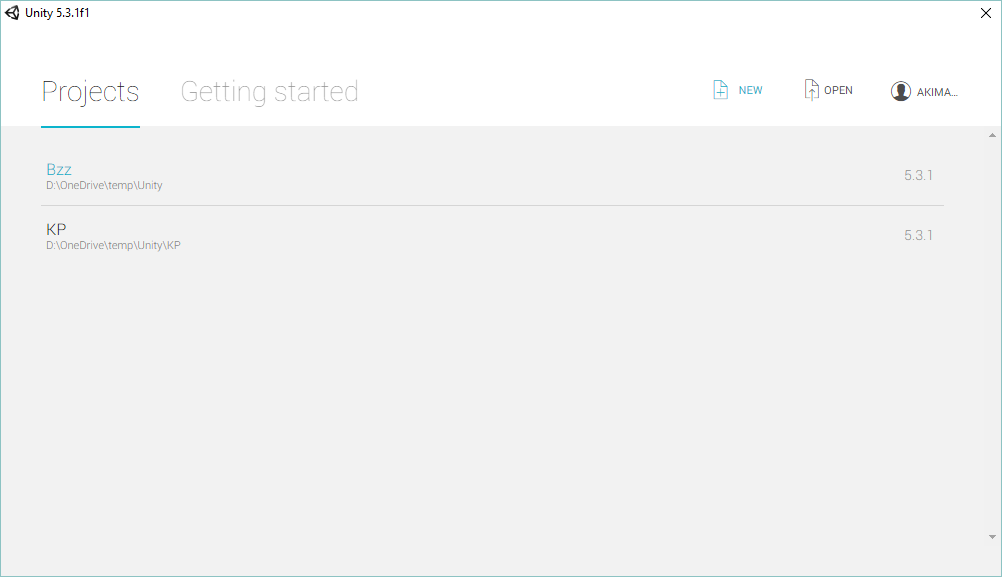 Unity 5.3.1f1
Projects Getting started NEW OPEN AKIMA...
Bzz
D:\OneDrive\temp\Unity
5.3.1
KP
D:\OneDrive\temp\Unity\KP
5.3.1